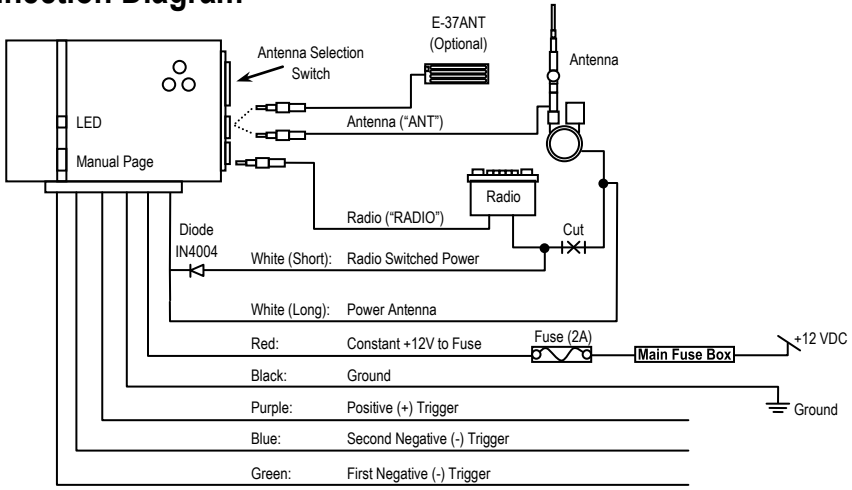 E-37ANT
(Optional)
Antenna Selection
Switch
Antenna
LED
Antenna (“ANT”)
Manual Page
Radio
Radio (“RADIO”)
Cut
Diode
IN4004
White (Short): Radio Switched Power
White (Long): Power Antenna
Red: Constant +12V to Fuse
Fuse (2A)
Main Fuse Box
+12 VDC
Black: Ground
Ground
Purple: Positive (+) Trigger
Blue: Second Negative (-) Trigger
Green: First Negative (-) Trigger